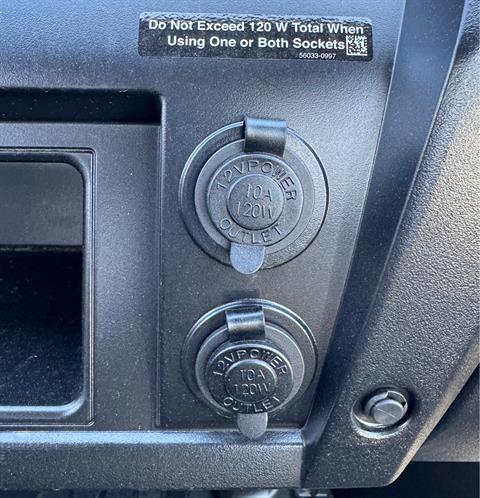 Do Not Exceed 120 W Total When
Using One or Both Sockets
56033-0997
12V POWER
10A
120W
OUTLET
12V POWER
10A
120W
OUTLET